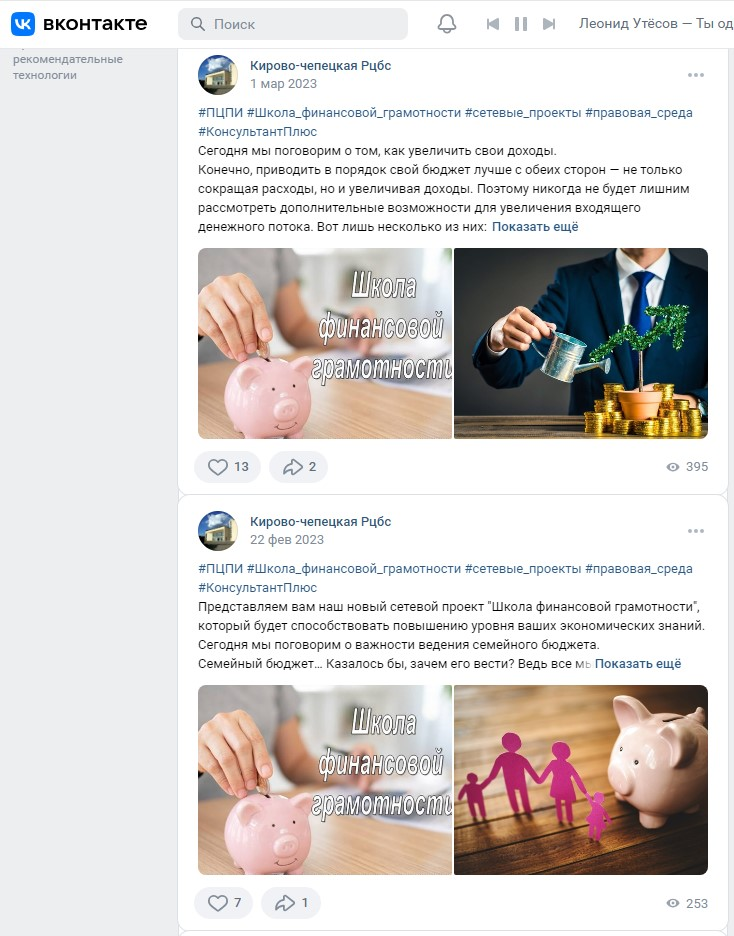 вконтакте
Поиск
Леонид Утёсов — Ты од
рекомендательные
технологии
Кирово-чепецкая Рцбс
1 мар 2023
#ПЦПИ #Школа_финансовой_грамотности #сетевые_проекты #правовая_среда
#КонсультантПлюс
Сегодня мы поговорим о том, как увеличить свои доходы.
Конечно, приводить в порядок свой бюджет лучше с обеих сторон — не только
сокращая расходы, но и увеличивая доходы. Поэтому никогда не будет лишним
рассмотреть дополнительные возможности для увеличения входящего
денежного потока. Вот лишь несколько из них: Показать ещё
Школа
финансовой
грамотности
13
2
395
Кирово-чепецкая Рцбс
22 фев 2023
#ПЦПИ #Школа_финансовой_грамотности #сетевые_проекты #правовая_среда
#КонсультантПлюс
Представляем вам наш новый сетевой проект "Школа финансовой грамотности",
который будет способствовать повышению уровня ваших экономических знаний.
Сегодня мы поговорим о важности ведения семейного бюджета.
Семейный бюджет... Казалось бы, зачем его вести? Ведь все мы Показать ещё
Школа
финансовой
грамотности
7
1
253